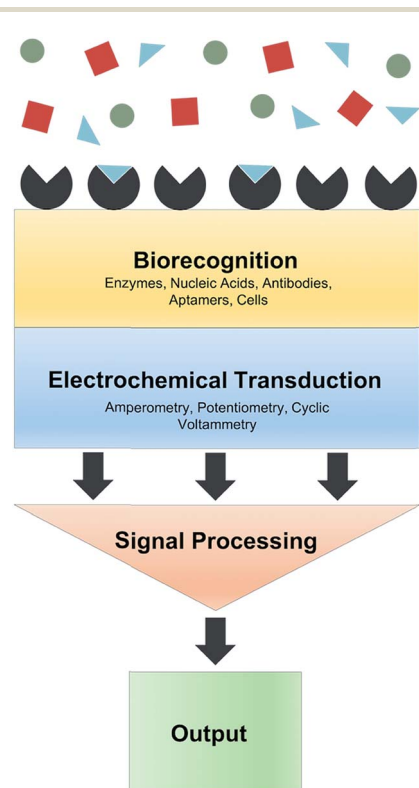 Biorecognition
Enzymes, Nucleic Acids, Antibodies,
Aptamers, Cells
Electrochemical Transduction
Amperometry, Potentiometry, Cyclic
Voltammetry
Signal Processing
Output